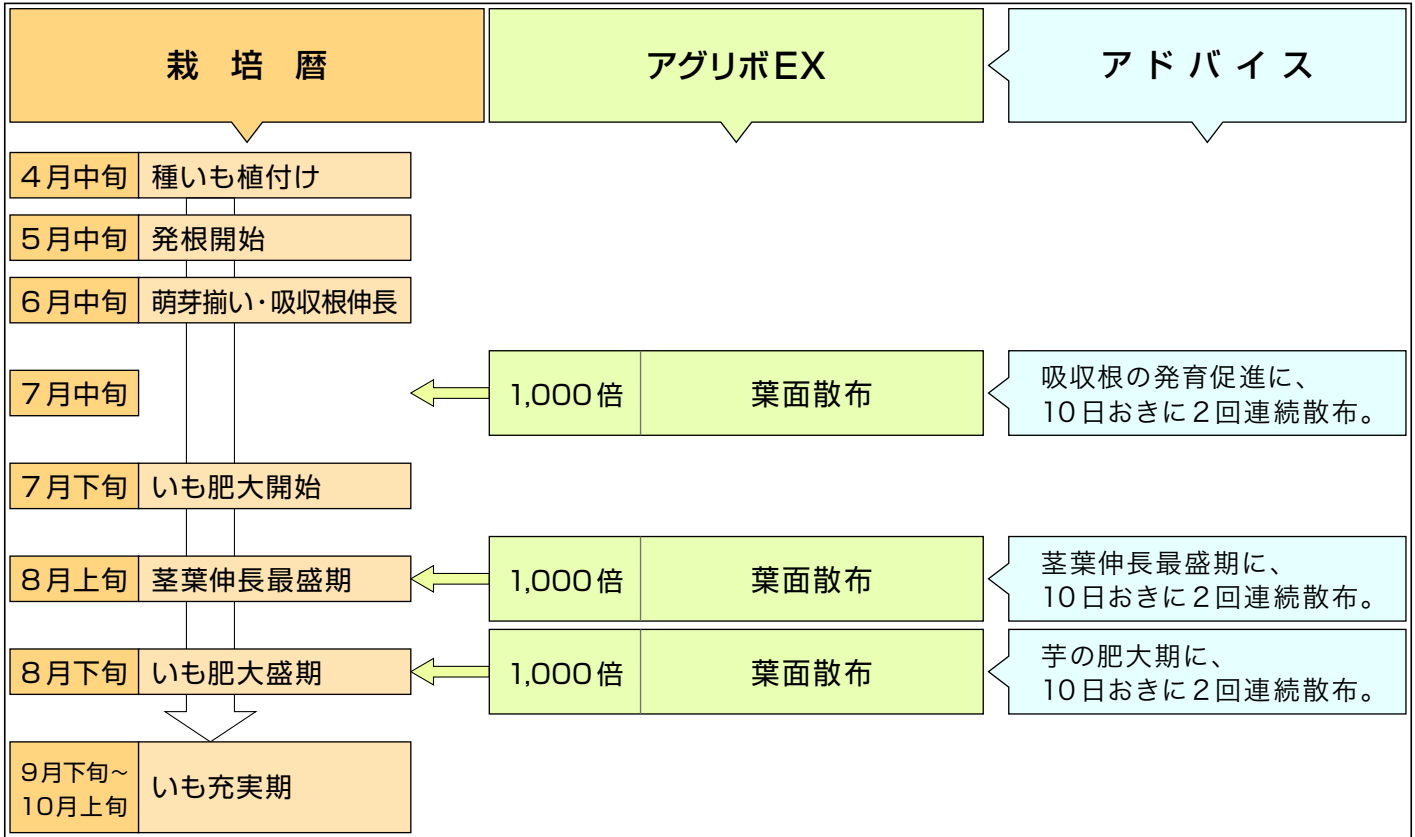 栽培暦
アグリボEX
アドバイス
4月中旬 種いも植付け
5月中旬 発根開始
6月中旬 萌芽揃い・吸収根伸長
7月中旬
1,000倍 葉面散布
吸収根の発育促進に、
10日おきに2回連続散布。
7月下旬 いも肥大開始
8月上旬 茎葉伸長最盛期
1,000倍 葉面散布
茎葉伸長最盛期に、
10日おきに2回連続散布。
8月下旬 いも肥大盛期
1,000倍 葉面散布
芋の肥大期に、
10日おきに2回連続散布。
9月下旬~
10月上旬
いも充実期